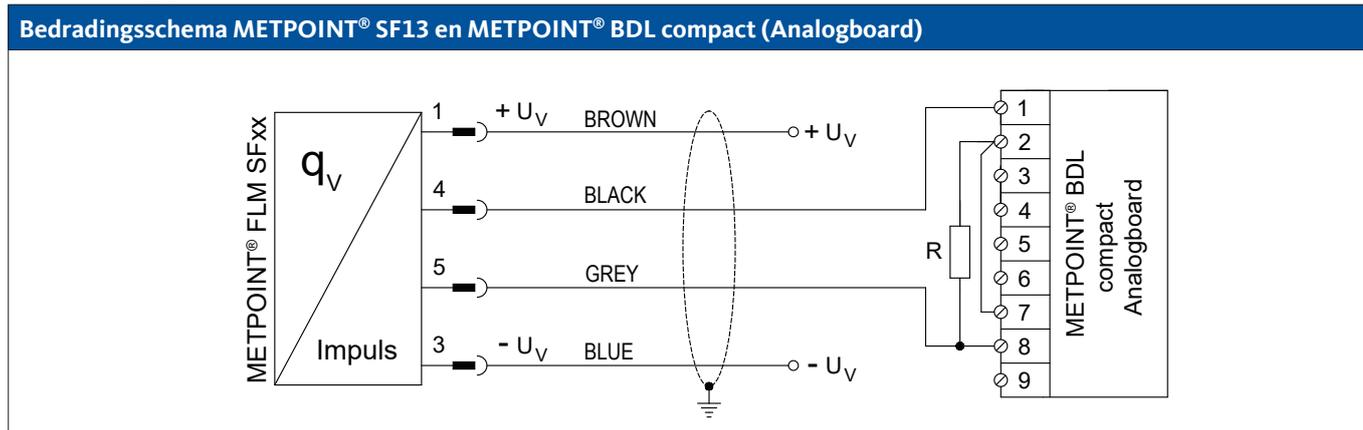 Bedradingsschema METPOINT® SF13 en METPOINT® BDL compact (Analogboard)
METPOINT® FLM SFxx
qV
Impuls
1
+ UV
BROWN
+ UV
4
BLACK
5
GREY
3
- UV
BLUE
- UV
R
1
2
3
4
5
6
7
8
9
METPOINT® BDL
compact
Analogboard